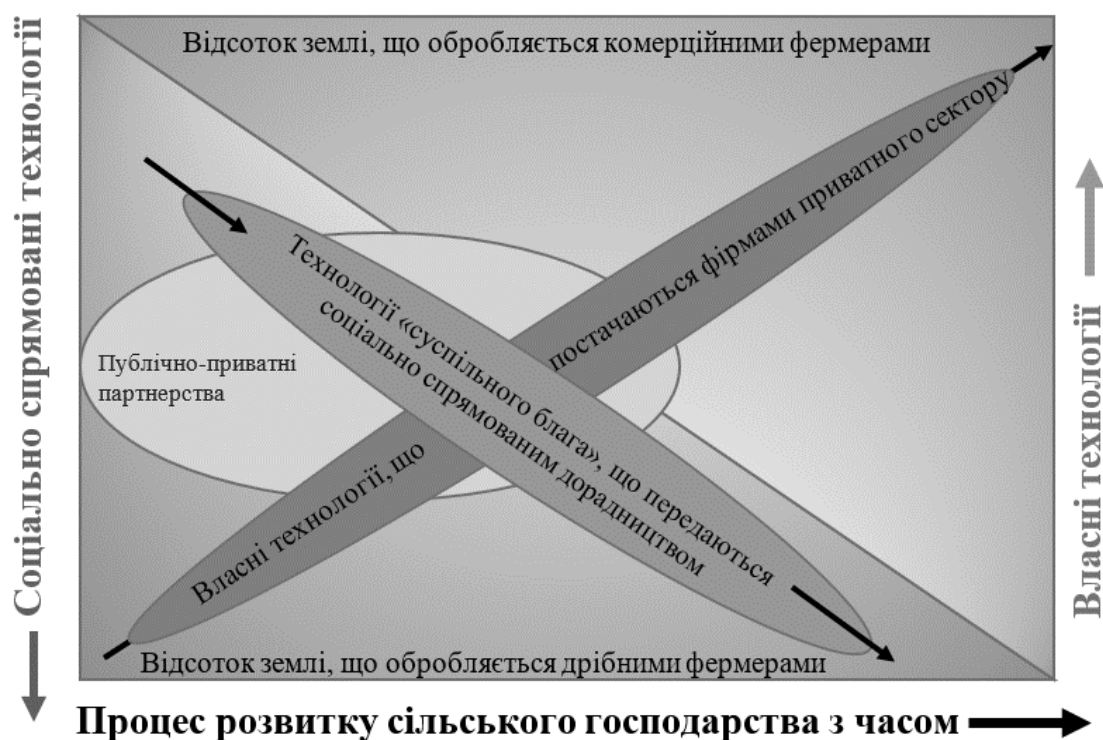 Соціально спрямовані технології
Відсоток землі, що обробляється комерційними фермерами
Власні технології, що постачаються фірмами приватного сектору
Технології «суспільного блага», що передаються
соціально спрямованим дорадництвом
Публічно-приватні
партнерства
Відсоток землі, що обробляється дрібними фермерами
Власні технології
Процес розвитку сільського господарства з часом